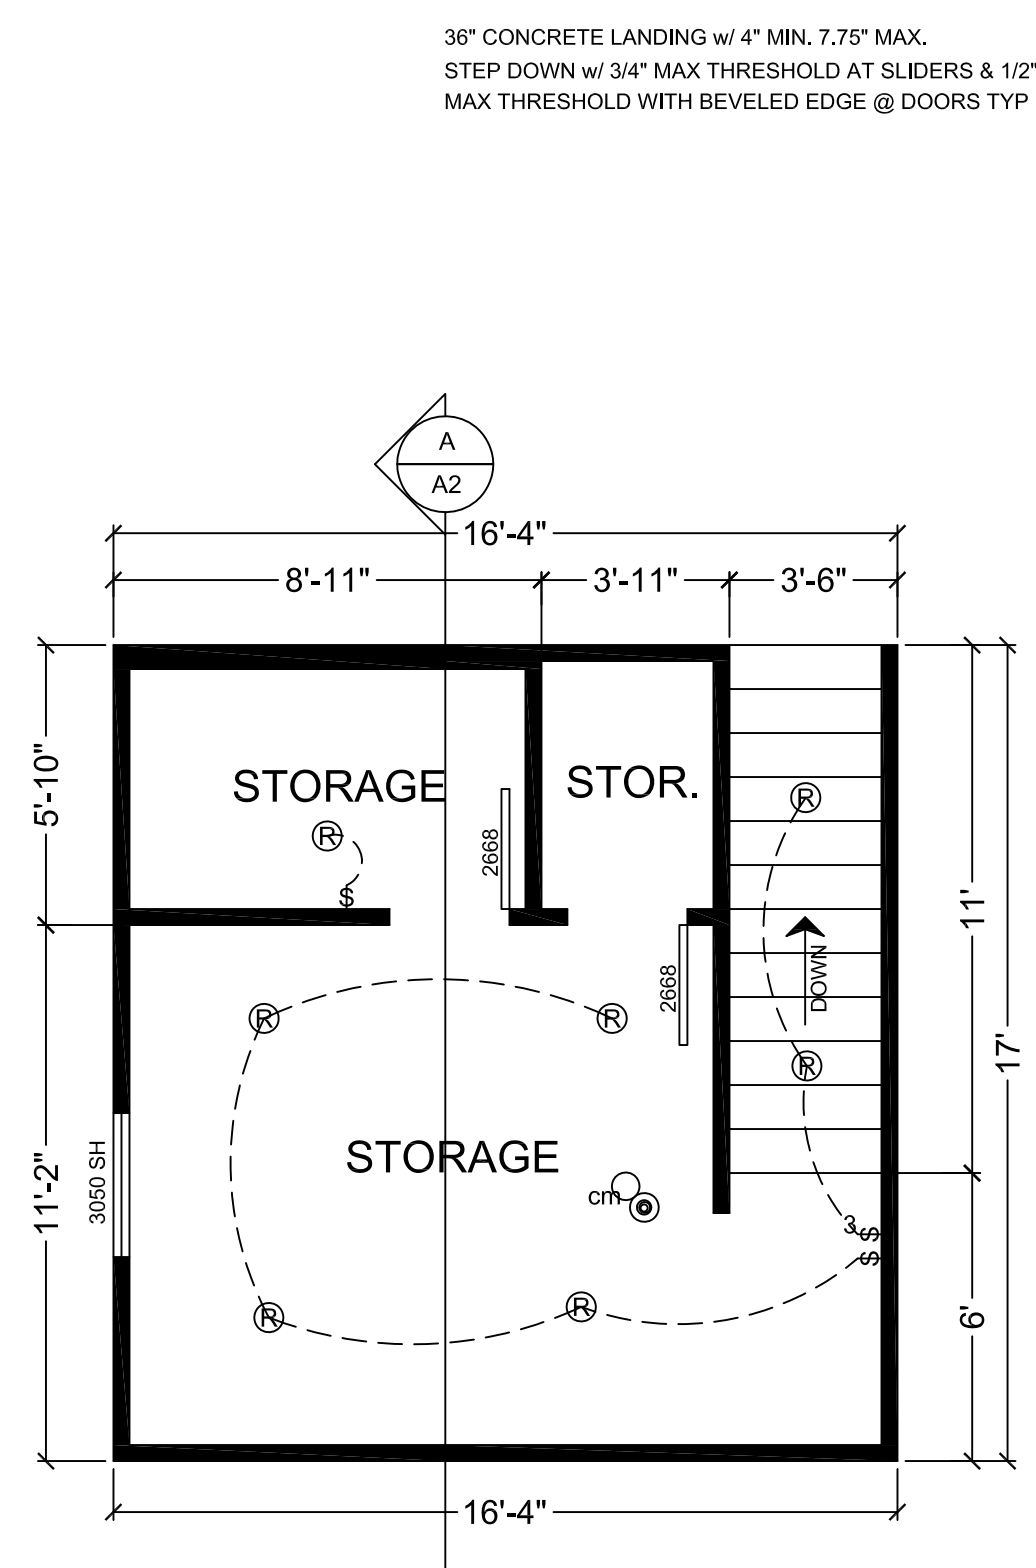 36" CONCRETE LANDING w/ 4" MIN. 7.75" MAX.
STEP DOWN w/ 3/4" MAX THRESHOLD AT SLIDERS & 1/2"
MAX THRESHOLD WITH BEVELED EDGE @ DOORS TYP
A
A2
16'-4"
8'-11"
3'-11"
3'-6"
5'-10"
STORAGE
STOR.
R
R
$
2668
2668
11'
DOWN
R
R
R
17'
11'-2"
3050 SH
STORAGE
cm
3
$
$
R
R
6'
16'-4"